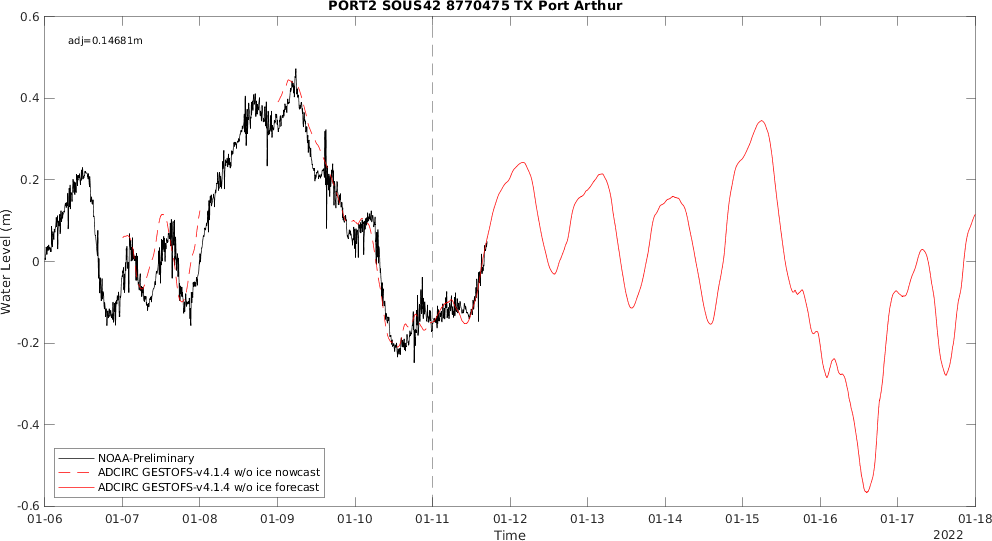 PORT2 SOUS42 8770475 TX Port Arthur
adj=0.14681m
0.6
0.4
0.2
0
-0.2
-0.4
-0.6
Water Level (m)
NOAA-Preliminary
ADCIRC GESTOFS-v4.1.4 w/o ice nowcast
ADCIRC GESTOFS-v4.1.4 w/o ice forecast
01-06 01-07 01-08 01-09 01-10 01-11 01-12 01-13 01-14 01-15 01-16 01-17 01-18
Time
2022